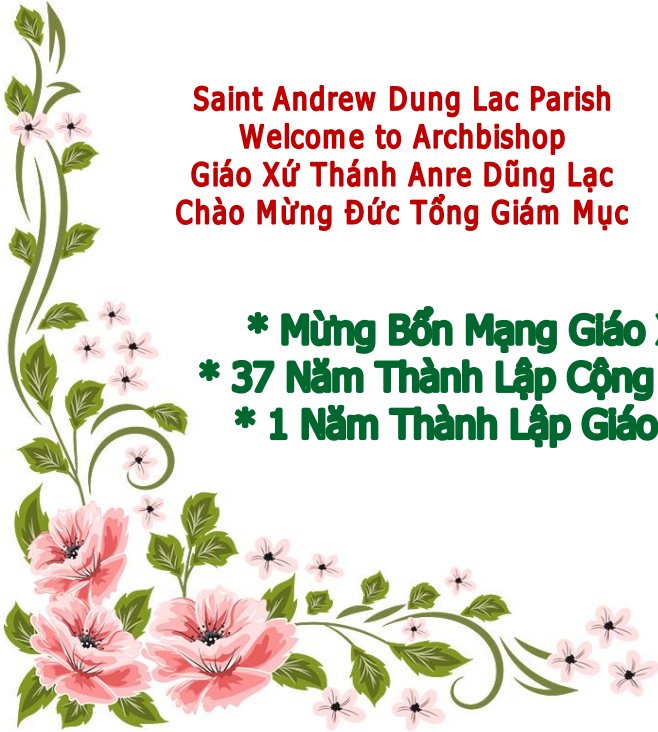 Saint Andrew Dung Lac Parish
Welcome to Archbishop
Giáo Xứ Thánh Anre Dũng Lạc
Chào Mừng Đức Tổng Giám Mục
* Mừng Bổn Mạng Giáo
* 37 Năm Thành Lập Cộng
* 1 Năm Thành Lập Giáo